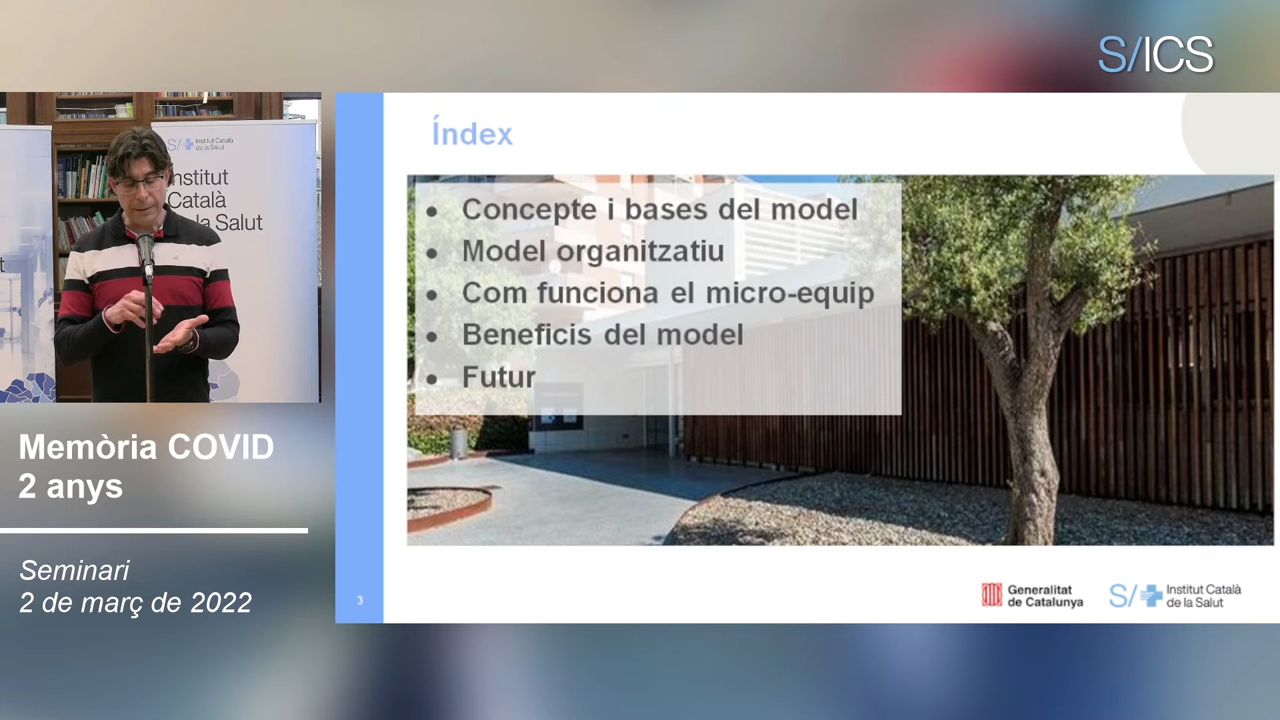 S/ICS
S/ Institut Català
de la Salut
Institut
Català
de la Salut
t
Memòria COVID
2 anys
Seminari
2 de març de 2022
Índex
• Concepte i bases del model
• Model organitzatiu
• Com funciona el micro-equip
• Beneficis del model
• Futur
3
Generalitat
de Catalunya
S/ Institut Català
de la Salut